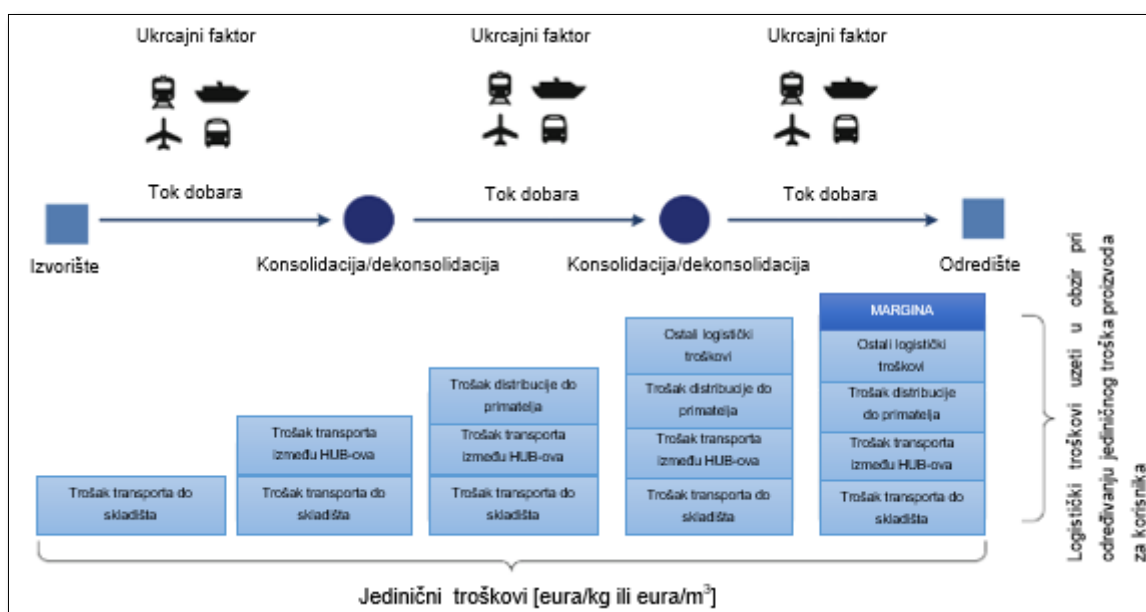 Ukrcajni faktor
Ukrcajni faktor
Ukrcajni faktor
Tok dobara
Tok dobara
Tok dobara
Izvorište
Konsolidacija/dekonsolidacija
Konsolidacija/dekonsolidacija
Odredište
Trošak transporta do
skladišta
Trošak transporta
između HUB-ova
Trošak transporta do
skladišta
Trošak distribucije do
primatelja
Trošak transporta
između HUB-ova
Trošak transporta do
skladišta
Ostali logistički
troškovi
Trošak distribucije do
primatelja
Trošak transporta
između HUB-ova
Trošak transporta do
skladišta
MARGINA
Ostali logistički
troškovi
Trošak distribucije
do primatelja
Trošak transporta
između HUB-ova
Trošak transporta do
skladišta
Logistički troškovi uzeti u obzir pri
određivanju jediničnog troška proizvoda
za korisnika
Jedinični troškovi [eura/kg ili eura/m³]